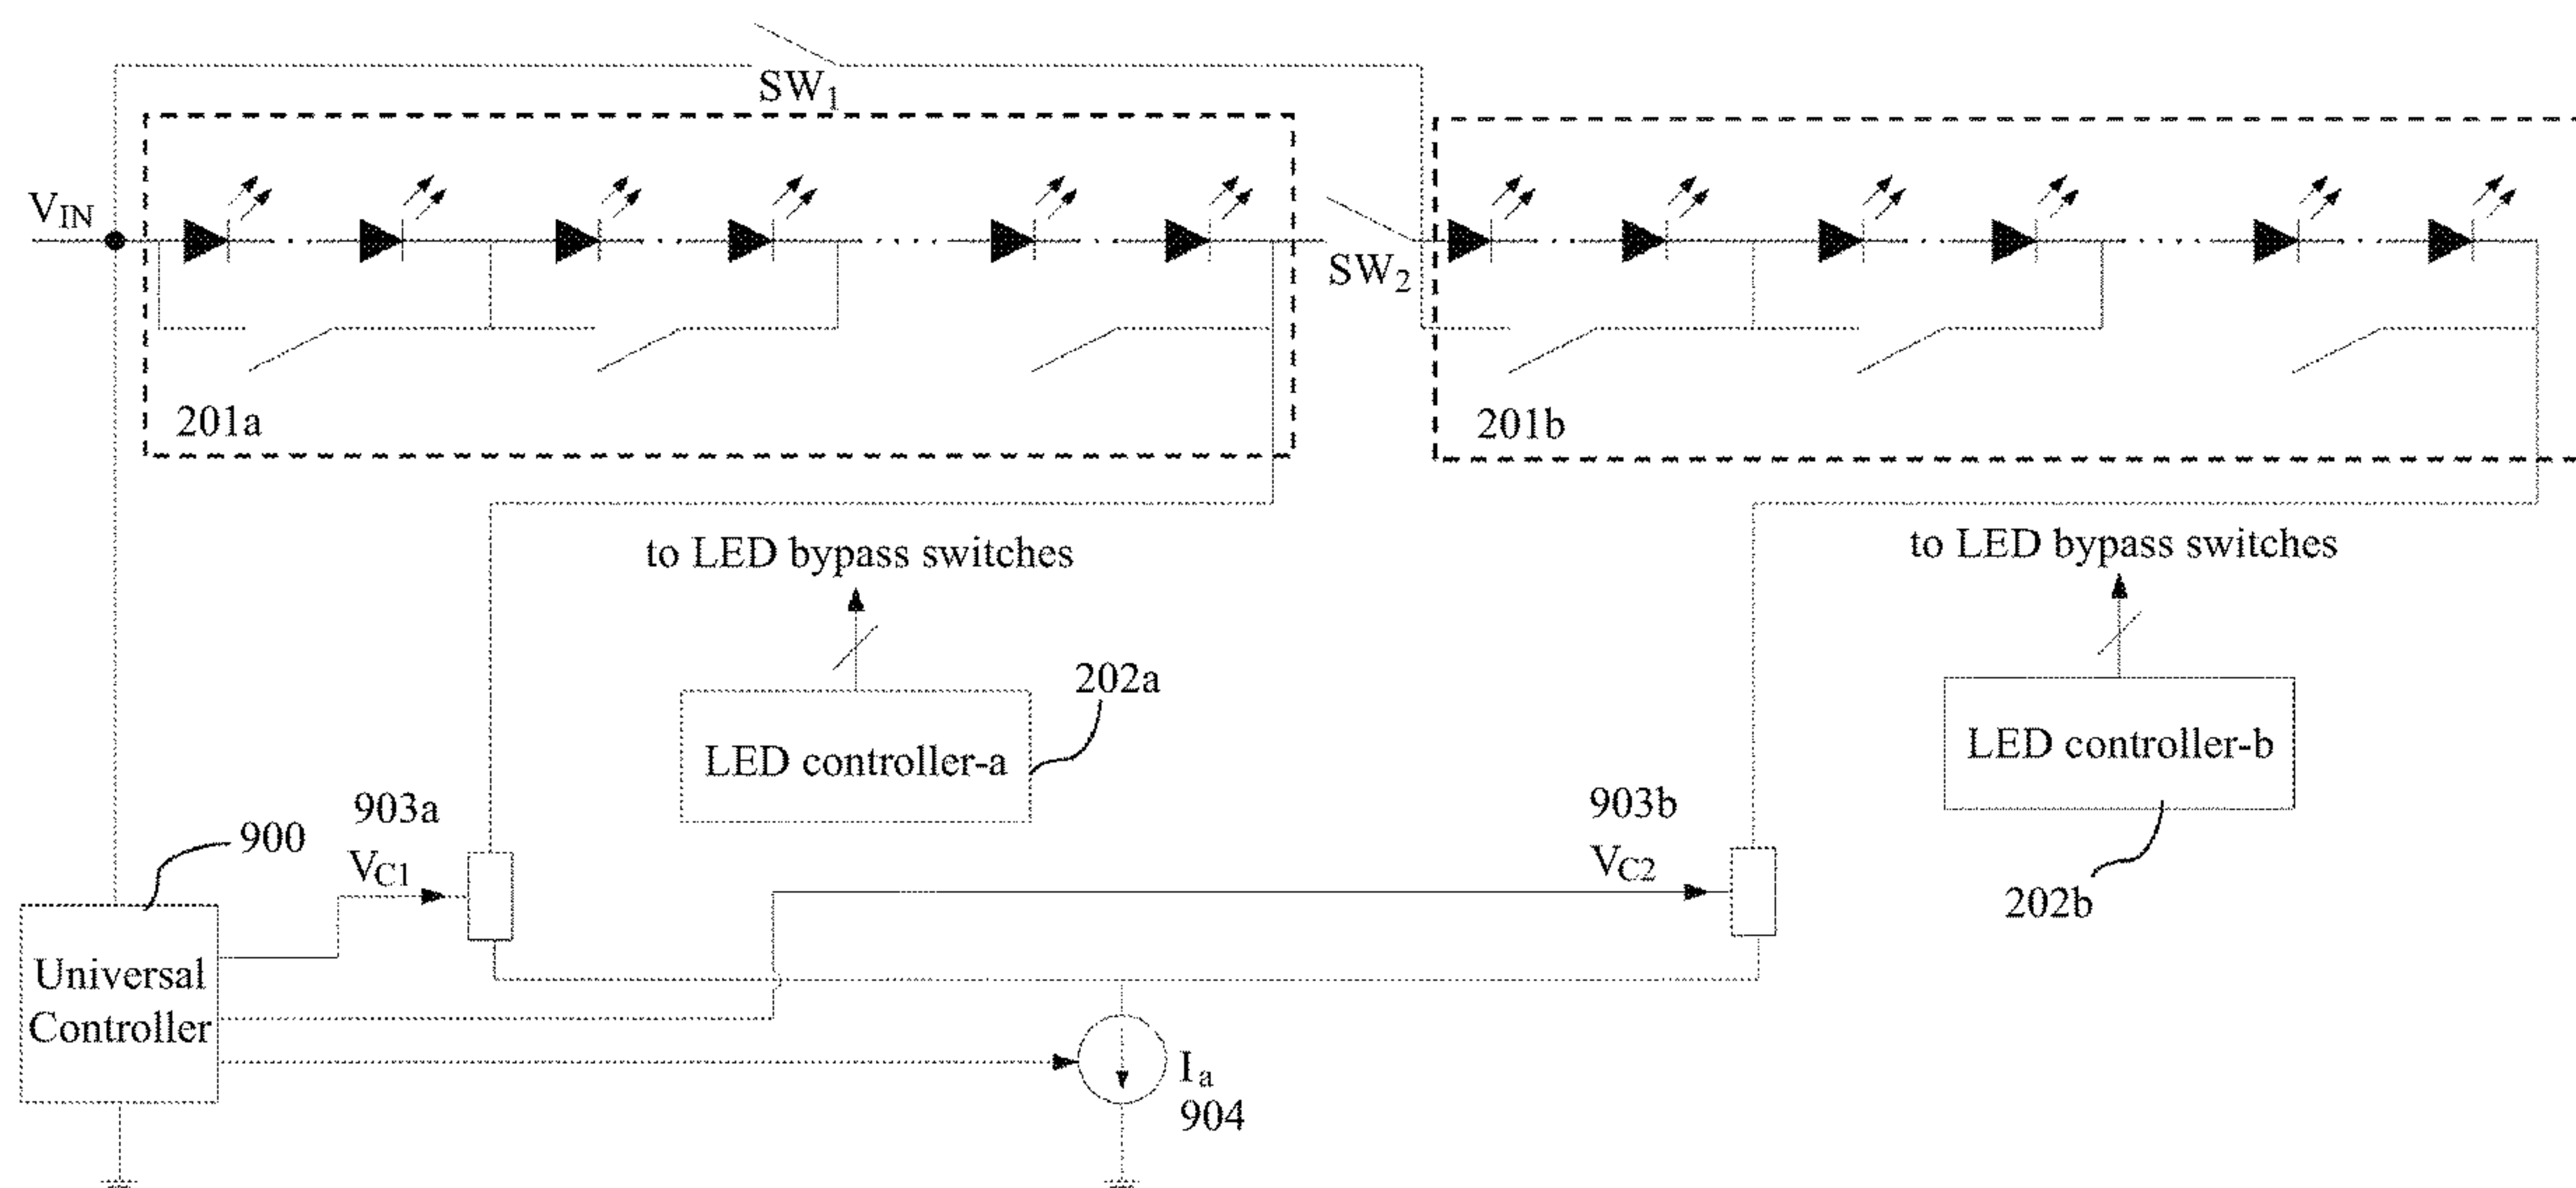 SW1
VIN
SW2
201a
201b
to LED bypass switches
to LED bypass switches
202a
LED controller-a
LED controller-b
903a
903b
900
VC1
VC2
202b
Universal
Controller
Ia
904